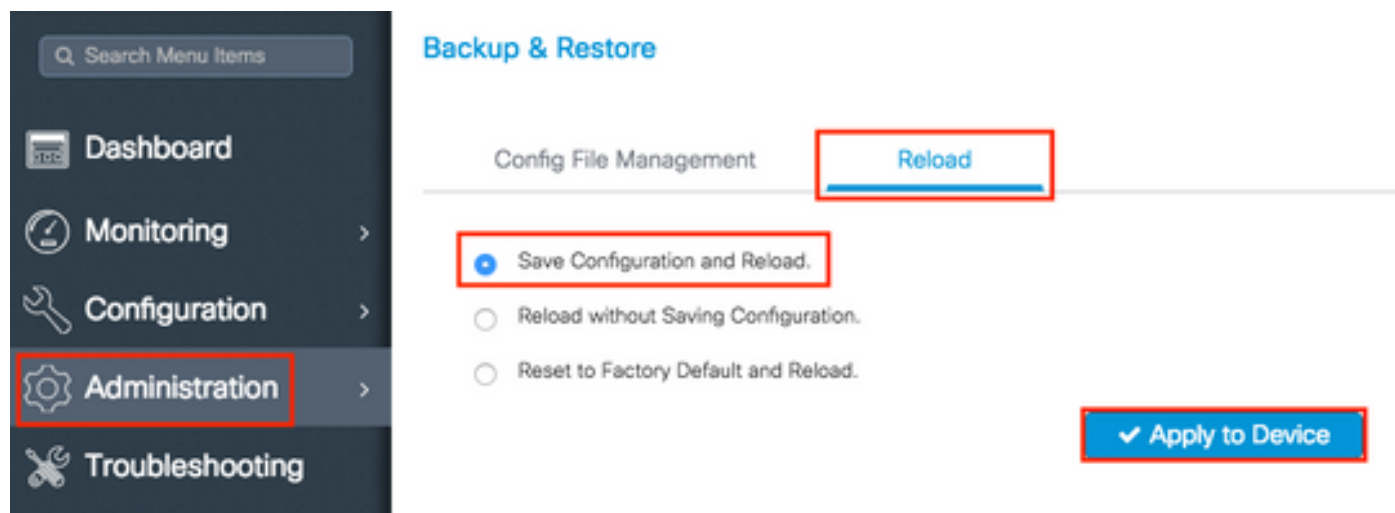 Search Menu Items
Dashboard
Monitoring
Configuration
Administration
Troubleshooting
Backup & Restore
Config File Management
Reload
Save Configuration and Reload.
Reload without Saving Configuration.
Reset to Factory Default and Reload.
Apply to Device